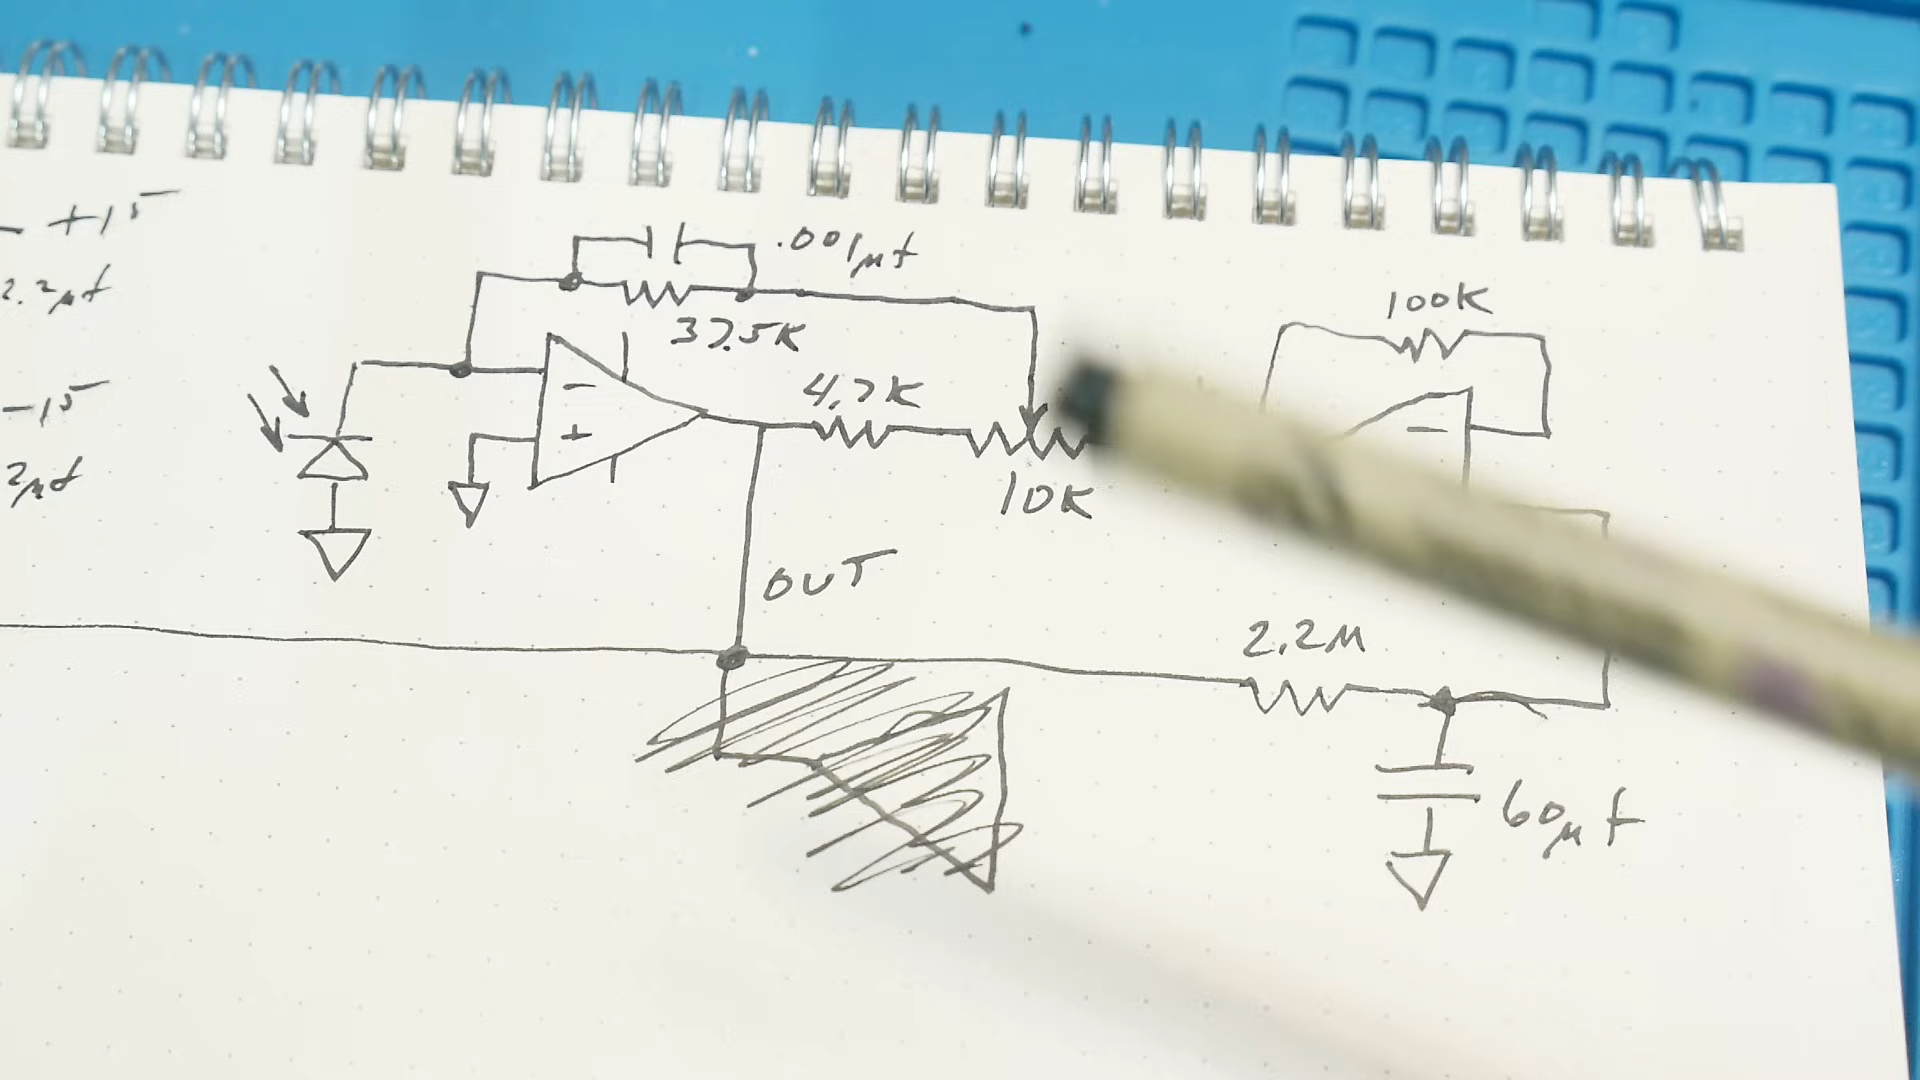 +15
2.2µf
-15
2µf
.001µf
37.5K
-
+
4.7K
10K
OUT
100K
-
2.2M
60µf